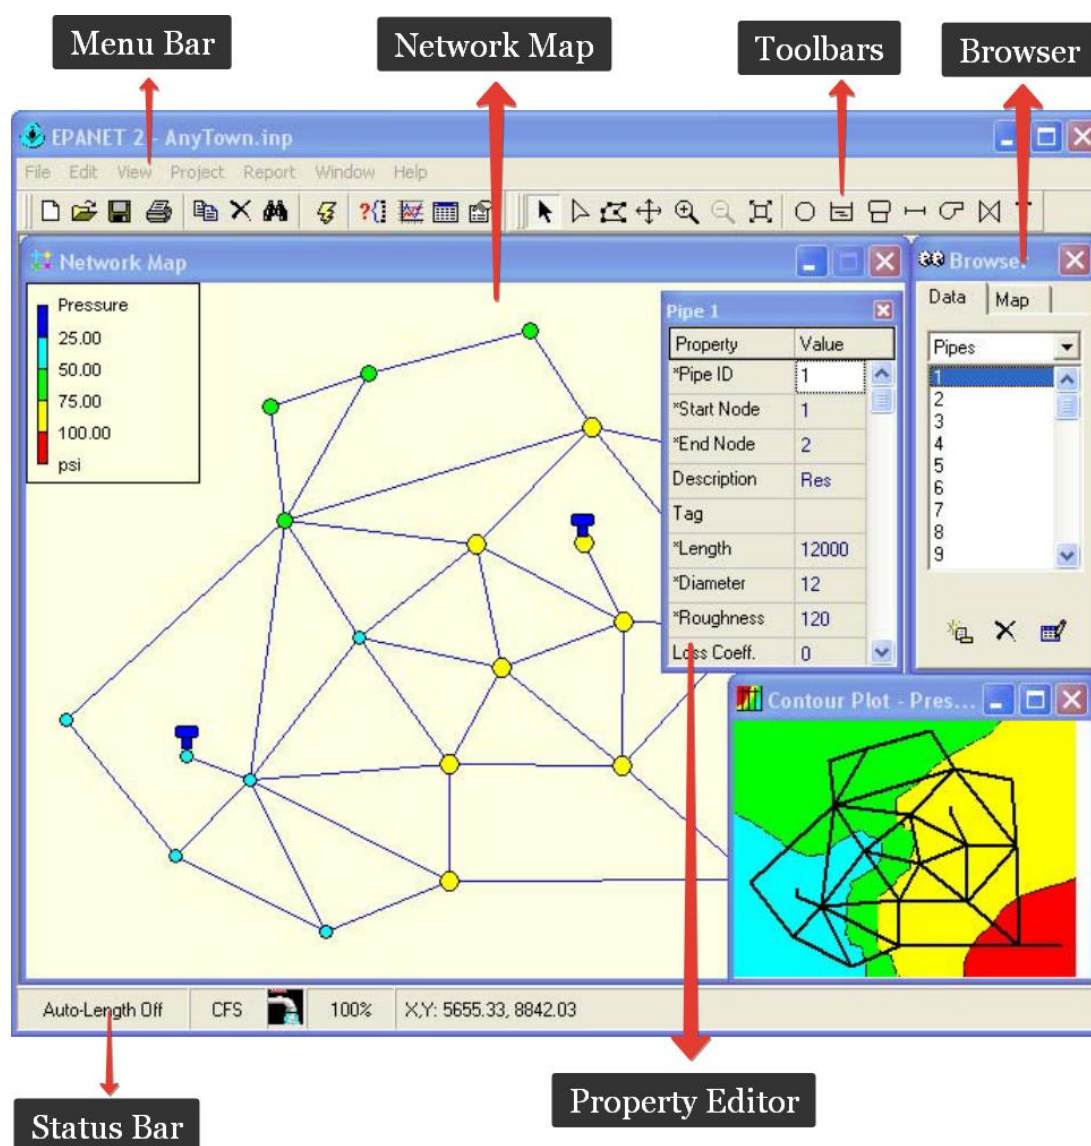 Menu Bar
Network Map
Toolbars
Browser
EPANET 2 - AnyTown.inp
File Edit View Project Report Window Help
Network Map
Pressure
25.00
50.00
75.00
100.00
psi
Pipe 1
Property Value
*Pipe ID 1
*Start Node 1
*End Node 2
Description Res
Tag
*Length 12000
*Diameter 12
*Roughness 120
Loss Coeff. 0
Browser
Data Map
Pipes
1
2
3
4
5
6
7
8
9
Contour Plot - Pres...
Auto-Length Off CFS 100% X,Y: 5655.33, 8842.03
Status Bar
Property Editor